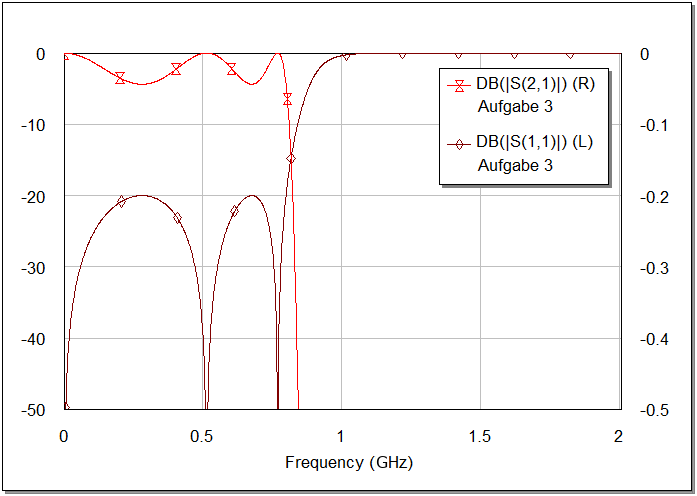 0
-10
-20
-30
-40
-50
0
-0.1
-0.2
-0.3
-0.4
-0.5
DB(|S(2,1)|) (R)
Aufgabe 3
DB(|S(1,1)|) (L)
Aufgabe 3
0 0.5 1 1.5 2
Frequency (GHz)